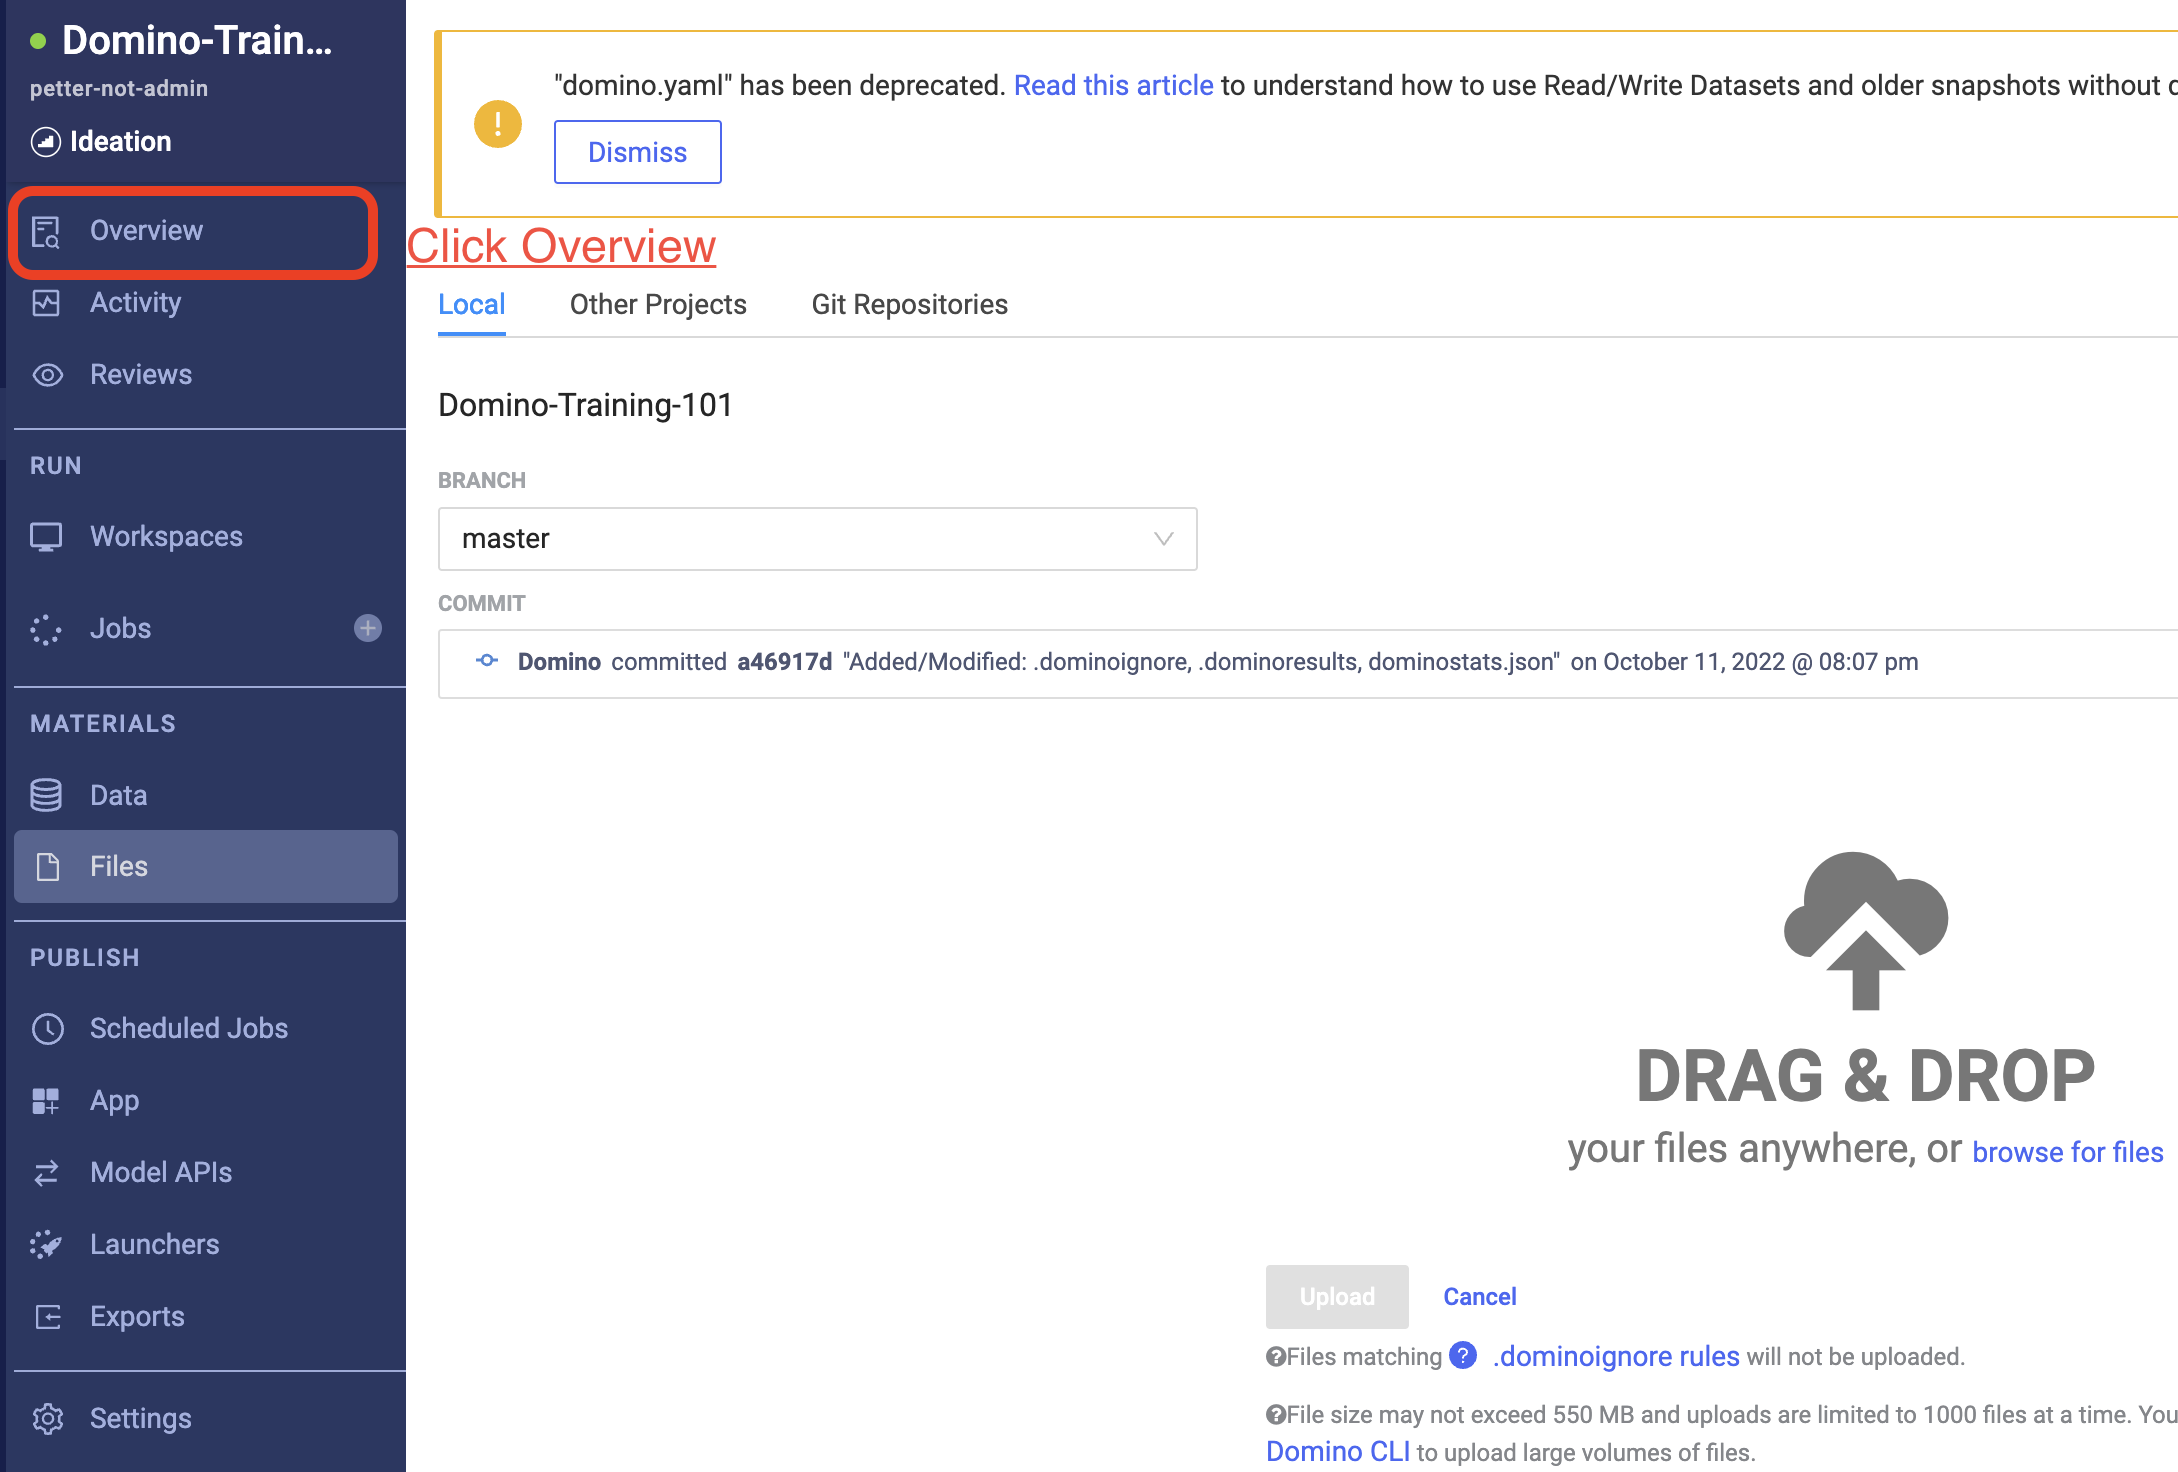 Domino-Train...
petter-not-admin
Ideation
Overview
Activity
Reviews
RUN
Workspaces
Jobs
MATERIALS
Data
Files
PUBLISH
Scheduled Jobs
App
Model APIs
Launchers
Exports
Settings
"domino.yaml" has been deprecated. Read this article to understand how to use Read/Write Datasets and older snapshots without
Dismiss
Click Overview
Local Other Projects Git Repositories
Domino-Training-101
BRANCH
master
COMMIT
Domino committed a46917d "Added/Modified: .dominoignore, .dominoresults, dominostats.json" on October 11, 2022 @ 08:07 pm
DRAG & DROP
your files anywhere, or browse for files
Upload Cancel
Files matching ? .dominoignore rules will not be uploaded.
File size may not exceed 550 MB and uploads are limited to 1000 files at a time. You
Domino CLI to upload large volumes of files.